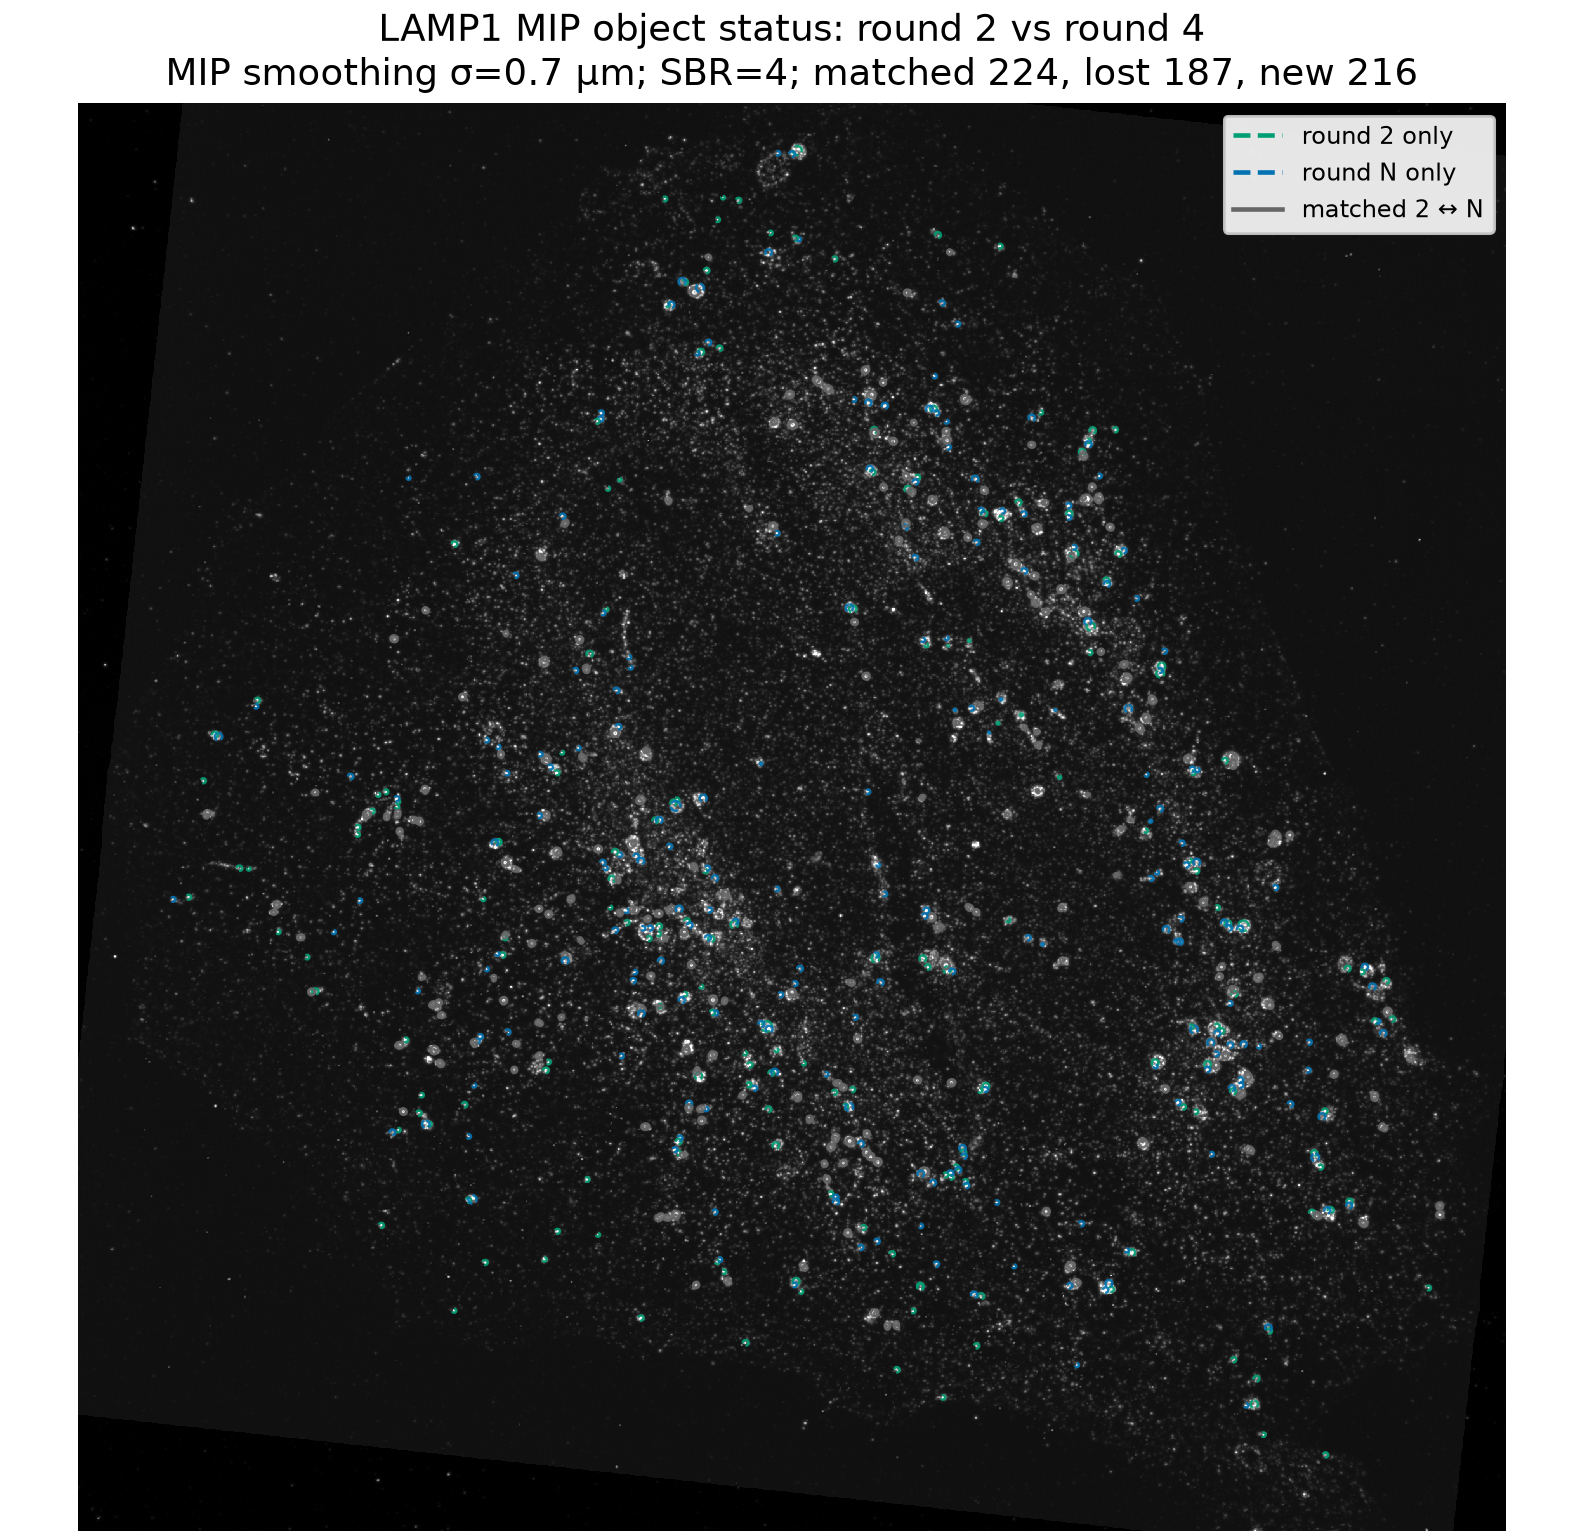 LAMP1 MIP object status: round 2 vs round 4
MIP smoothing σ=0.7 µm; SBR=4; matched 224, lost 187, new 216
round 2 only
round N only
matched 2 ↔ N